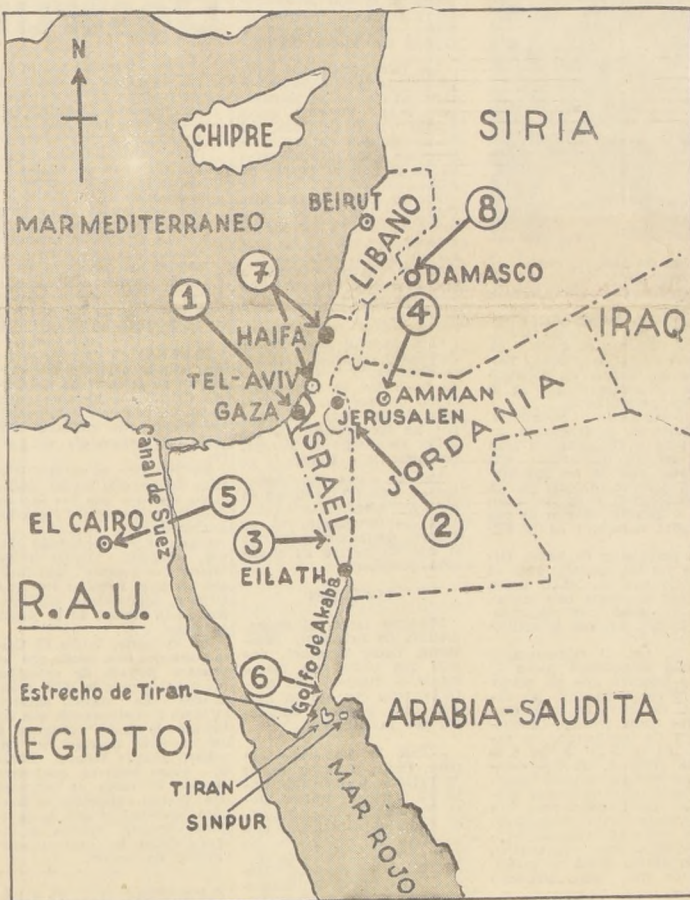 N
CHIPRE
SIRIA
MAR MEDITERRANEO
BEIRUT
LIBANO
8
DAMASCO
7
1
4
HAIFA
IRAQ
TEL-AVIV
AMMAN
GAZA
JERUSALEN
JORDANIA
ISRAEL
Canal de Suez
5
EL CAIRO
2
3
EILATH
R.A.U.
Golfo de Akaba
6
Estrecho de Tiran
ARABIA-SAUDITA
(EGIPTO)
TIRAN
SINPUR
MAR ROJO